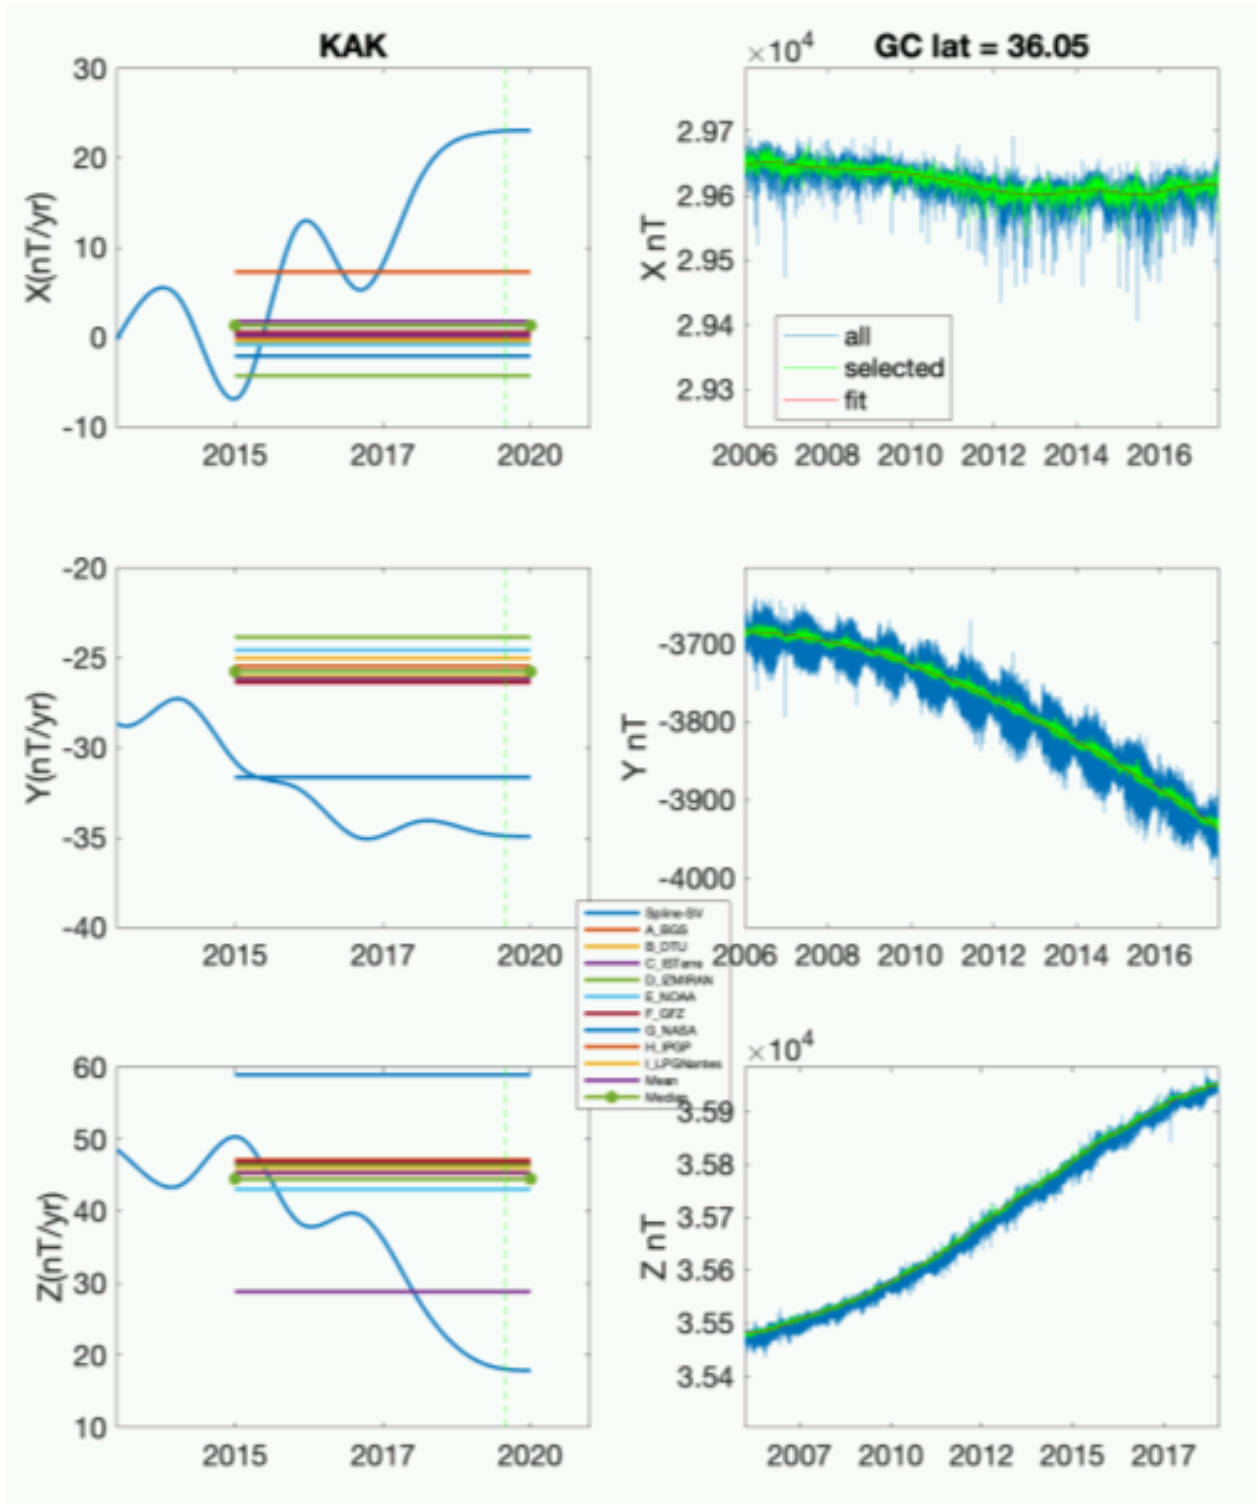 KAK
30
20
10
0
-10
X(nT/yr)
2015 2017 2020
GC lat = 36.05
×10⁴
2.97
2.96
2.95
2.94
2.93
X nT
all
selected
fit
2006 2008 2010 2012 2014 2016
-20
-25
-30
-35
-40
Y(nT/yr)
2015 2017 2020
-3700
-3800
-3900
-4000
Y nT
2006 2008 2010 2012 2014 2016
Spline-SV
A_BGS
B_DTU
C_ISTerre
D_IZMIRAN
E_NOAA
F_GFZ
G_NASA
H_IPGP
I_LPGNantes
Mean
Median
60
50
40
30
20
10
Z(nT/yr)
2015 2017 2020
×10⁴
3.59
3.58
3.57
3.56
3.55
3.54
Z nT
2007 2010 2012 2015 2017